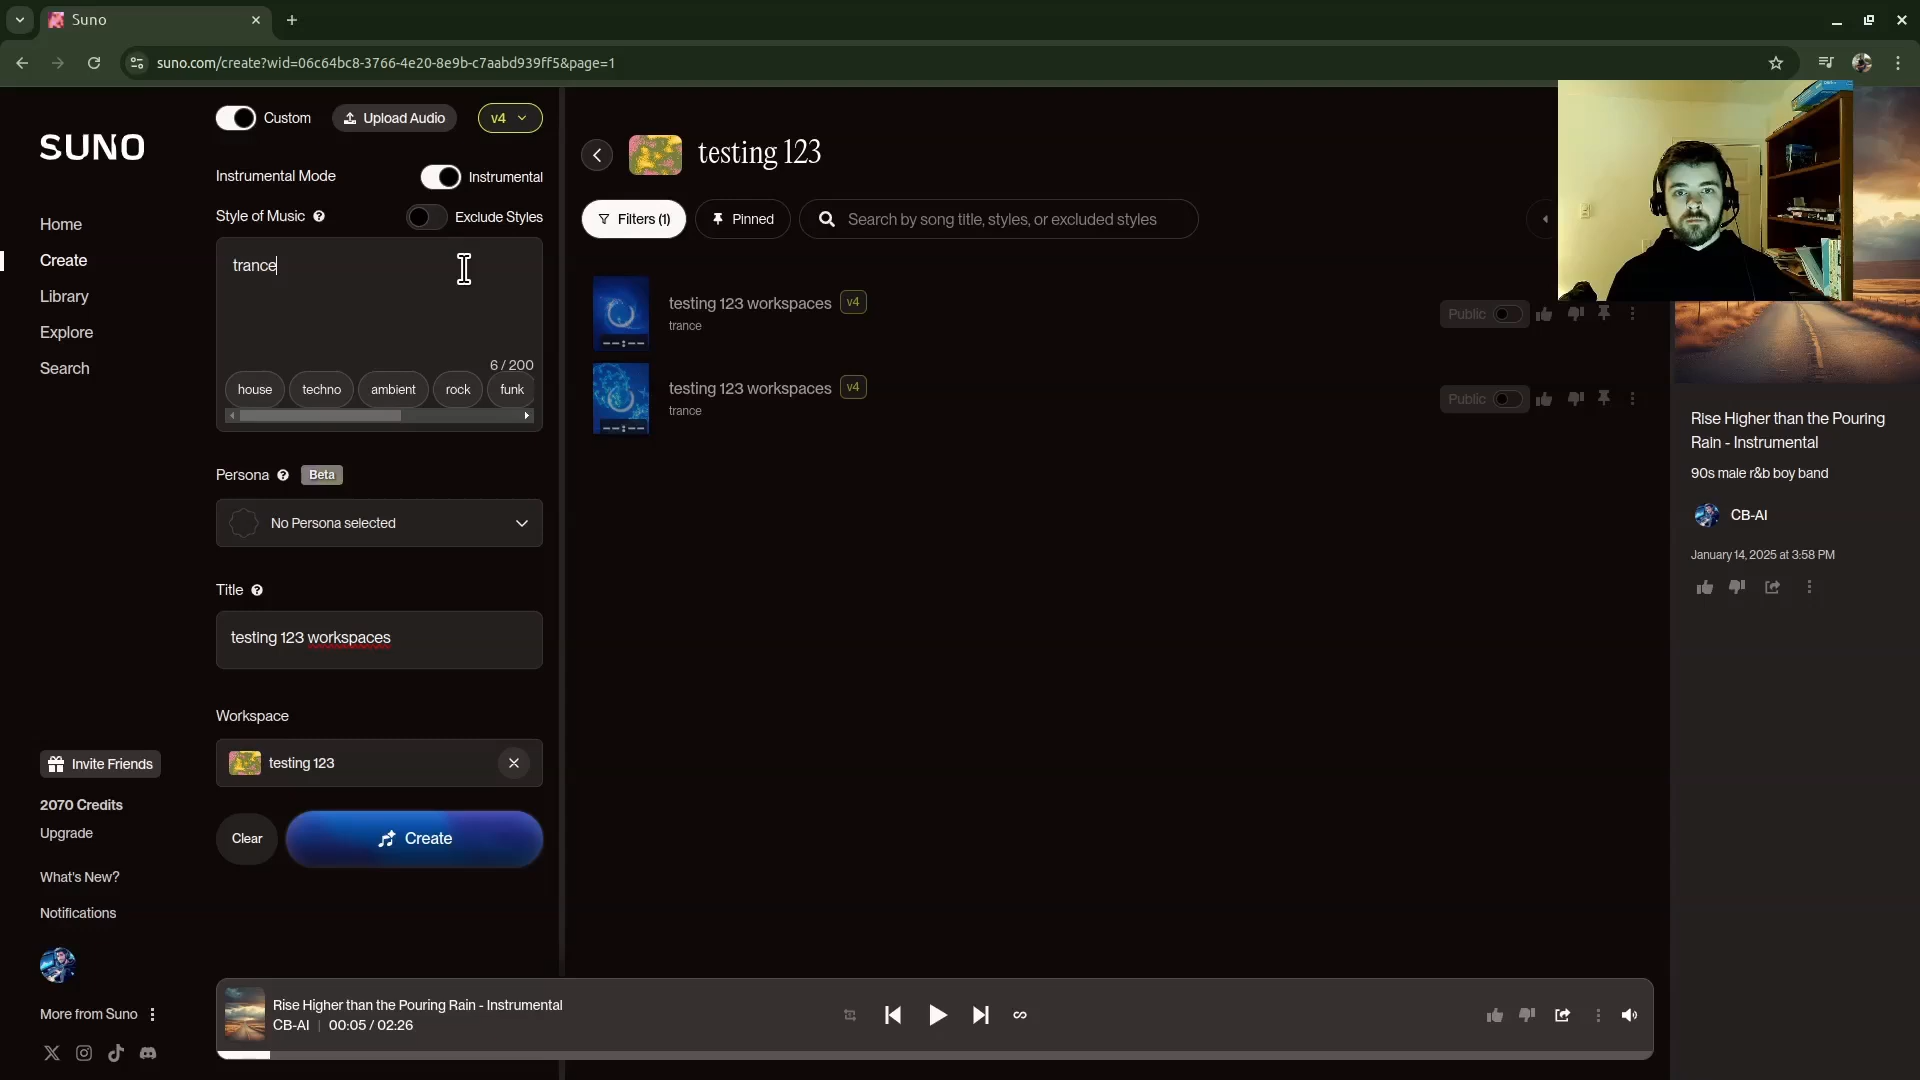 Suno
suno.com/create?wid=06c64bc8-3766-4e20-8e9b-c7aabd939ff5&page=1
SUNO
Home
Create
Library
Explore
Search
Invite Friends
2070 Credits
Upgrade
What's New?
Notifications
More from Suno
Custom
Upload Audio
v4
Instrumental Mode
Instrumental
Style of Music
Exclude Styles
trance
6 / 200
house
techno
ambient
rock
funk
Persona
Beta
No Persona selected
Title
testing 123 workspaces
Workspace
testing 123
Clear
Create
testing 123
Filters (1)
Pinned
Search by song title, styles, or excluded styles
testing 123 workspaces
v4
trance
Public
--:--
testing 123 workspaces
v4
trance
Public
--:--
Rise Higher than the Pouring
Rain - Instrumental
90s male r&b boy band
CB-AI
January 14, 2025 at 3:58 PM
Rise Higher than the Pouring Rain - Instrumental
CB-AI | 00:05 / 02:26